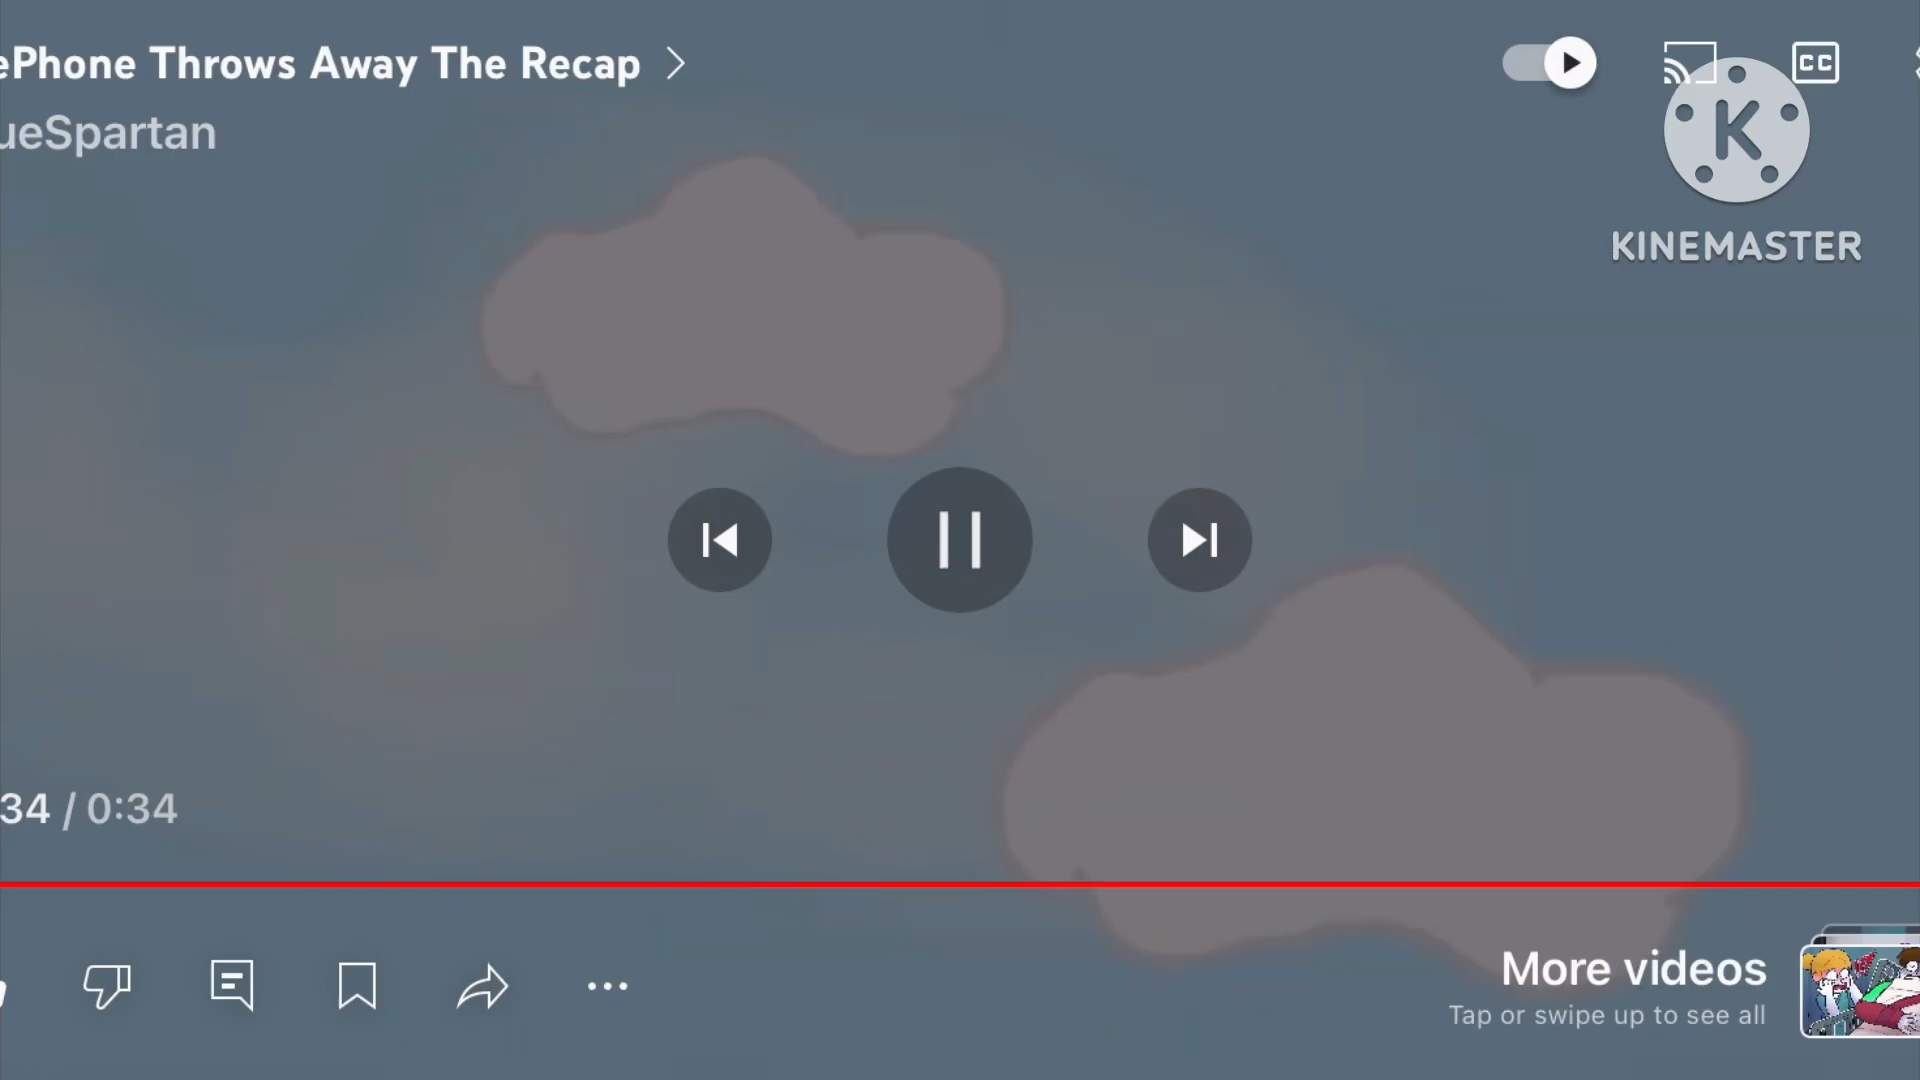 ePhone Throws Away The Recap
ueSpartan
CC
K
KINEMASTER
34 / 0:34
More videos
Tap or swipe up to see all